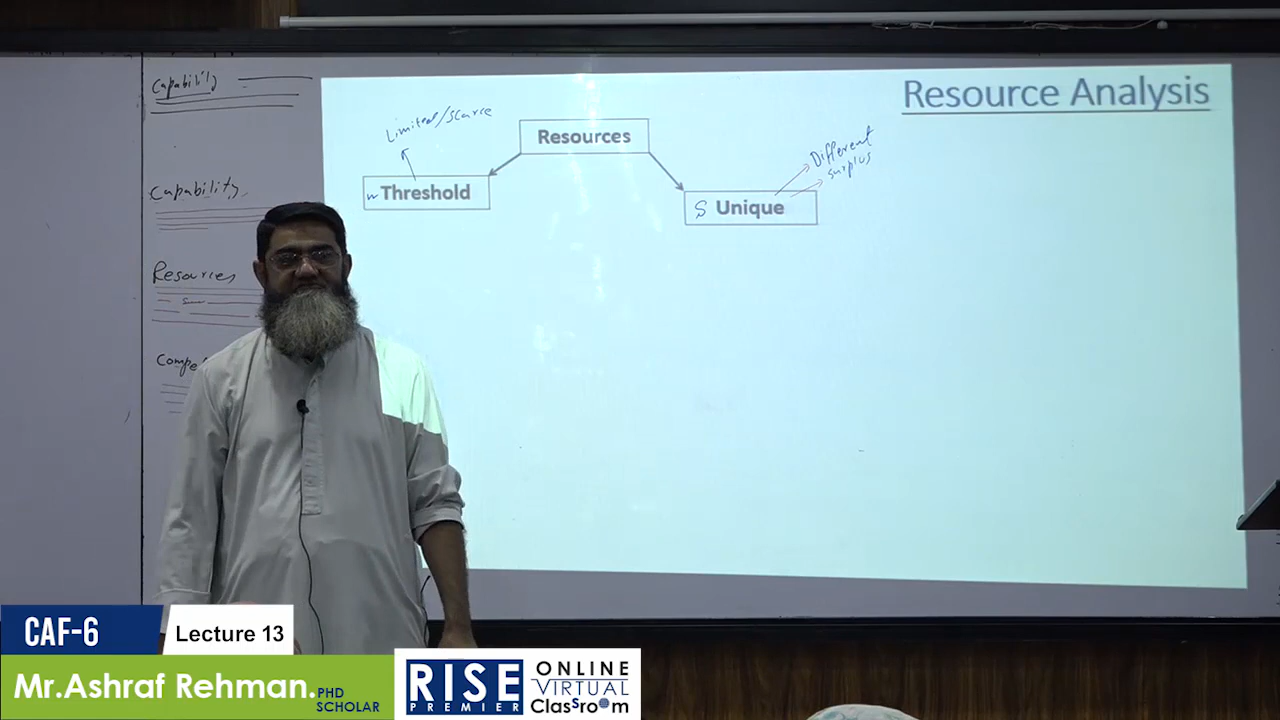 Capability
Capability
Resources
Resource Analysis
Limited/Scarce
Resources
Different
surplus
w Threshold
S Unique
CAF-6
Lecture 13
Mr.Ashraf Rehman.
PHD
SCHOLAR
RISE
PREMIER
ONLINE
VIRTUAL
Classroom